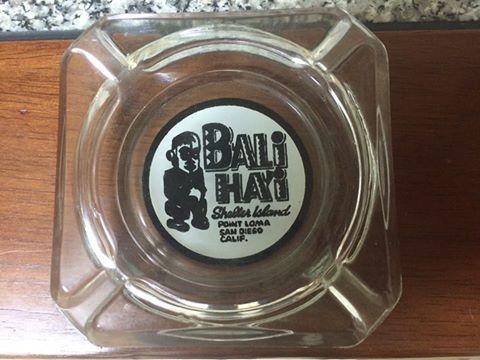 BALI
HAI
Shelter Island
POINT LOMA
SAN DIEGO
CALIF.